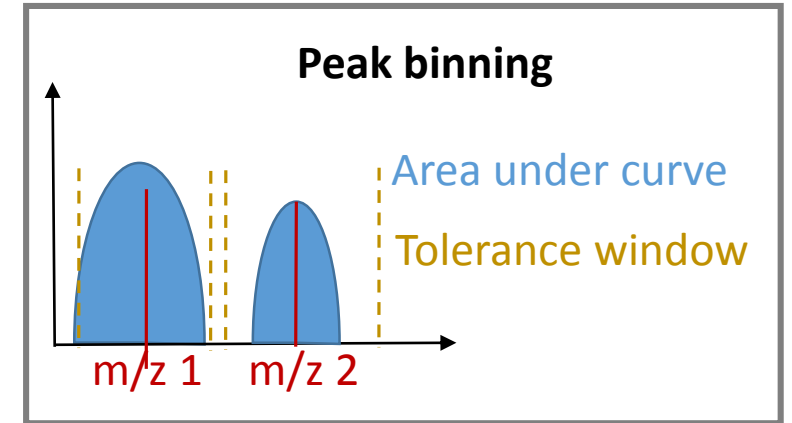 Peak binning
Area under curve
Tolerance window
m/z 1 m/z 2